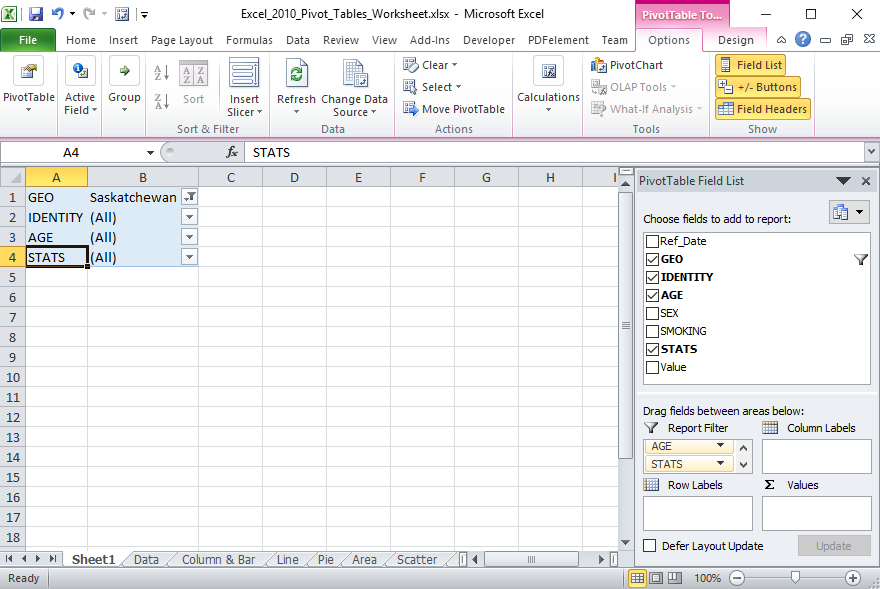 Excel_2010_Pivot_Tables_Worksheet.xlsx - Microsoft Excel
PivotTable To...
File Home Insert Page Layout Formulas Data Review View Add-Ins Developer PDFelement Team Options Design
PivotTable
Active Field
Group
Sort
Insert Slicer
Sort & Filter
Refresh
Change Data Source
Data
Clear
Select
Move PivotTable
Actions
Calculations
PivotChart
OLAP Tools
What-If Analysis
Tools
Field List
+/- Buttons
Field Headers
Show
A4 fx STATS
A B C D E F G H I
1 GEO Saskatchewan
2 IDENTITY (All)
3 AGE (All)
4 STATS (All)
5
6
7
8
9
10
11
12
13
14
15
16
17
18
PivotTable Field List
Choose fields to add to report:
Ref_Date
GEO
IDENTITY
AGE
SEX
SMOKING
STATS
Value
Drag fields between areas below:
Report Filter Column Labels
AGE
STATS
Row Labels Σ Values
Defer Layout Update Update
Sheet1 Data Column & Bar Line Pie Area Scatter
Ready 100%